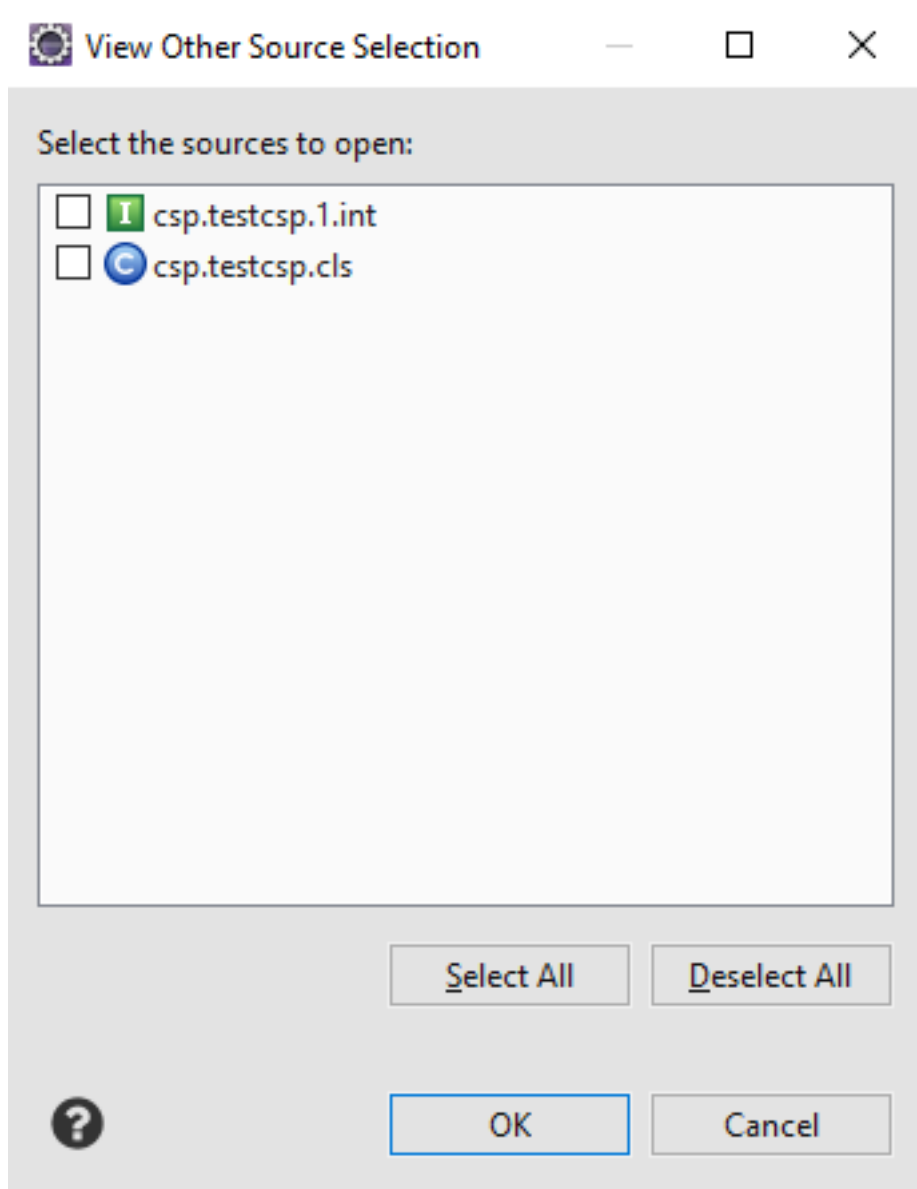 View Other Source Selection
Select the sources to open:
I csp.testcsp.1.int
C csp.testcsp.cls
Select All Deselect All
? OK Cancel